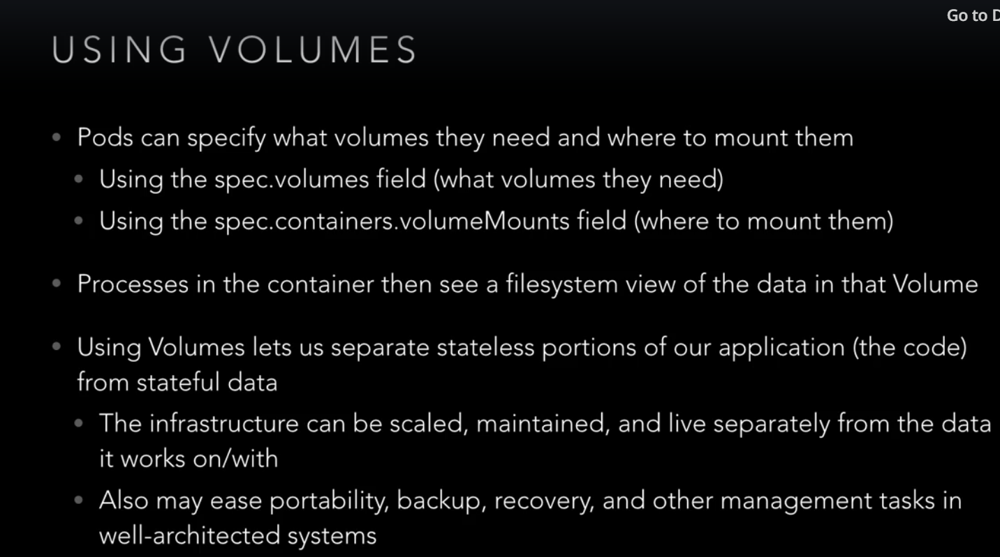 Go to D
USING VOLUMES
• Pods can specify what volumes they need and where to mount them
• Using the spec.volumes field (what volumes they need)
• Using the spec.containers.volumeMounts field (where to mount them)
• Processes in the container then see a filesystem view of the data in that Volume
• Using Volumes lets us separate stateless portions of our application (the code)
from stateful data
• The infrastructure can be scaled, maintained, and live separately from the data
it works on/with
• Also may ease portability, backup, recovery, and other management tasks in
well-architected systems